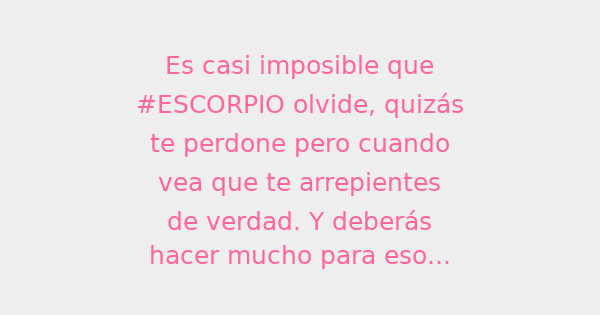 Es casi imposible que
#ESCORPIO olvide, quizás
te perdone pero cuando
vea que te arrepientes
de verdad. Y deberás
hacer mucho para eso...